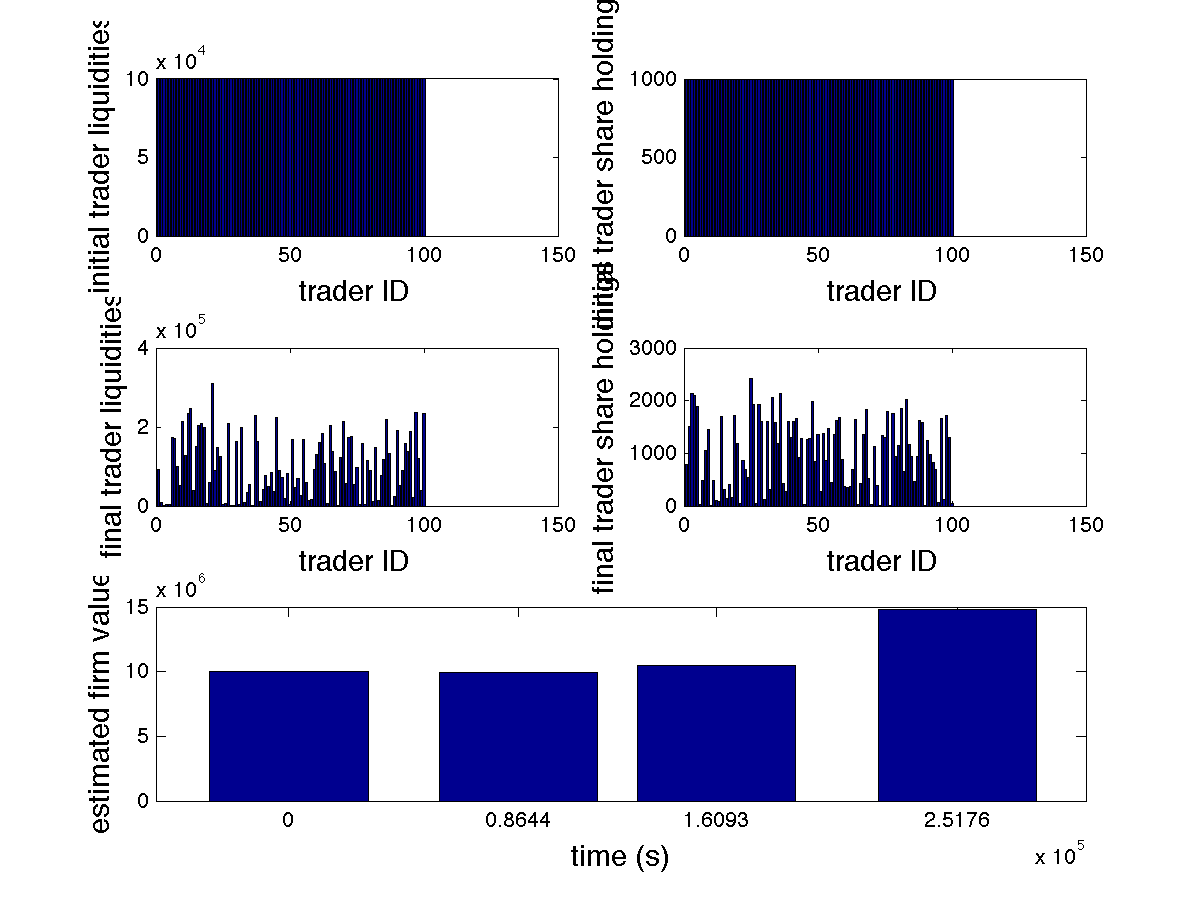 x 10^4
initial trader liquidities
10
5
0
0 50 100 150
trader ID
initial trader share holdings
1000
500
0
0 50 100 150
trader ID
x 10^5
final trader liquidities
4
2
0
0 50 100 150
trader ID
final trader share holdings
3000
2000
1000
0
0 50 100 150
trader ID
x 10^6
estimated firm value
15
10
5
0
0 0.8644 1.6093 2.5176
time (s)
x 10^5